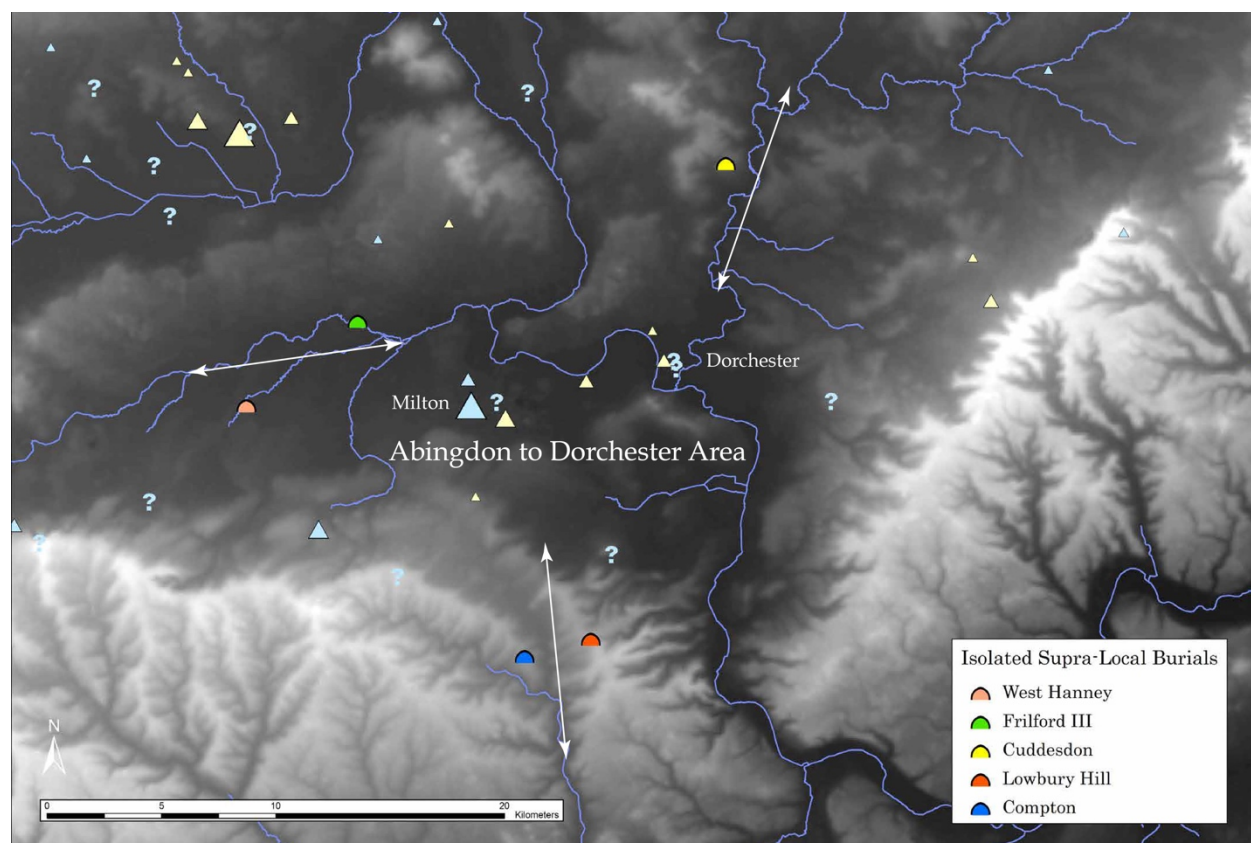 ?
?
?
?
?
Dorchester
?
?
Milton
?
?
Abingdon to Dorchester Area
?
?
?
?
Isolated Supra-Local Burials
West Hanney
Frilford III
Cuddesdon
Lowbury Hill
Compton
N
0 5 10 20
Kilometers